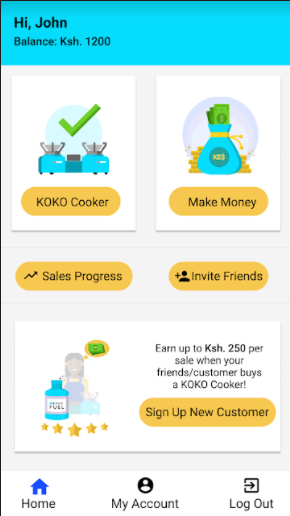 Hi, John
Balance: Ksh. 1200
KES
KOKO Cooker
Make Money
Sales Progress
Invite Friends
Earn up to Ksh. 250 per
sale when your
friends/customer buys
a KOKO Cooker!
FUEL
Sign Up New Customer
Home
My Account
Log Out